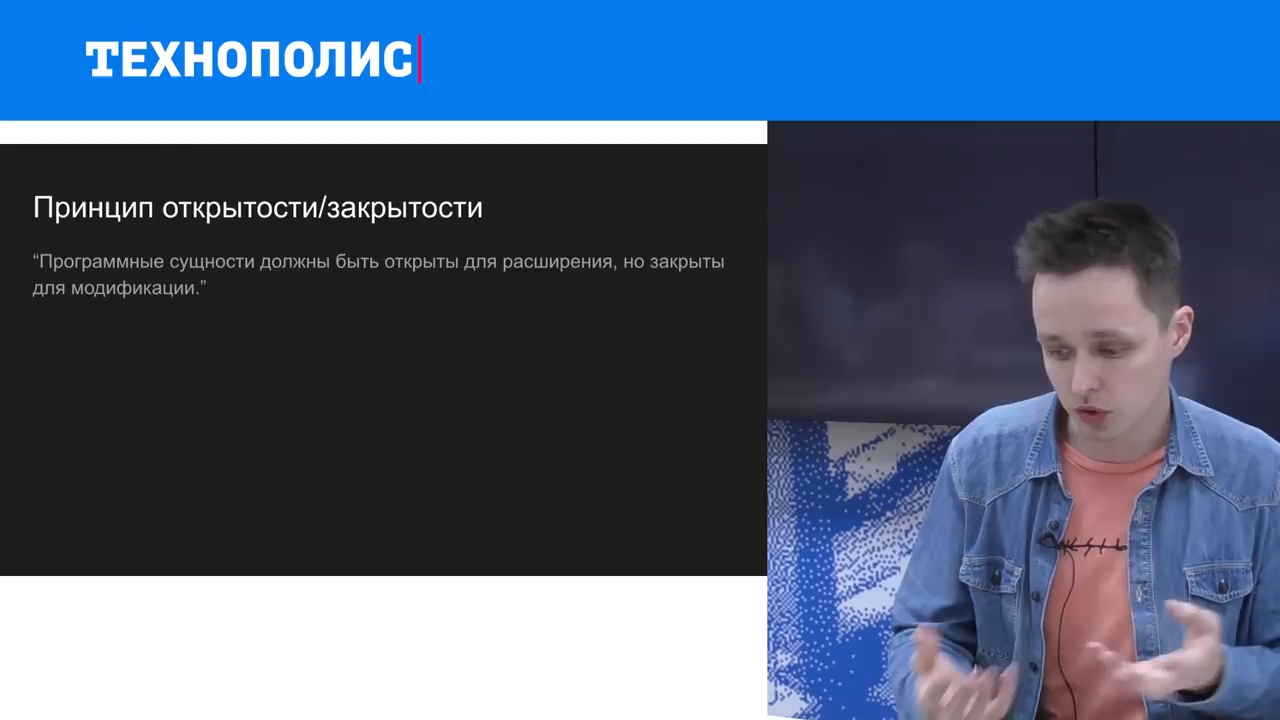 ТЕХНОПОЛИС
Принцип открытости/закрытости
“Программные сущности должны быть открыты для расширения, но закрыты
для модификации.”